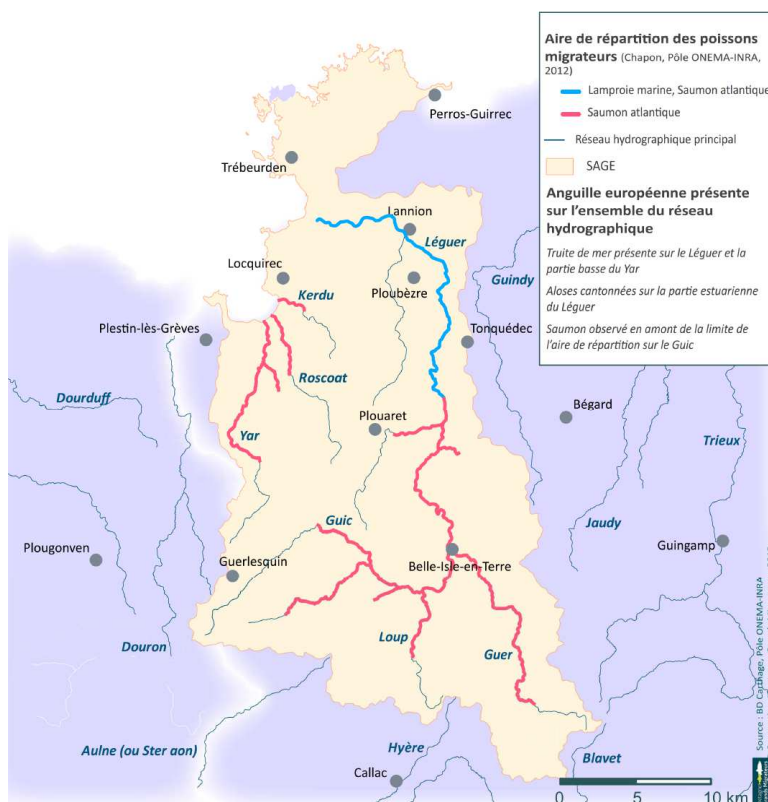 Aire de répartition des poissons
migrateurs (Chapon, Pôle ONEMA-INRA,
2012)
Lamproie marine, Saumon atlantique
Saumon atlantique
Réseau hydrographique principal
SAGE
Anguille européenne présente
sur l'ensemble du réseau
hydrographique
Truite de mer présente sur le Léguer et la
partie basse du Yar
Aloses cantonnées sur la partie estuarienne
du Léguer
Saumon observé en amont de la limite de
l'aire de répartition sur le Guic
Perros-Guirrec
Trébeurden
Lannion
Léguer
Locquirec
Kerdu
Ploubèzre
Guindy
Plestin-lès-Grèves
Tonquédec
Roscoat
Dourduff
Bégard
Yar
Plouaret
Trieux
Guic
Jaudy
Plougonven
Guerlesquin
Belle-Isle-en-Terre
Guingamp
Douron
Loup
Guer
Aulne (ou Ster aon)
Hyère
Blavet
Callac
0 5 10 km
Source : BD Carthage, Pôle ONEMA-INRA